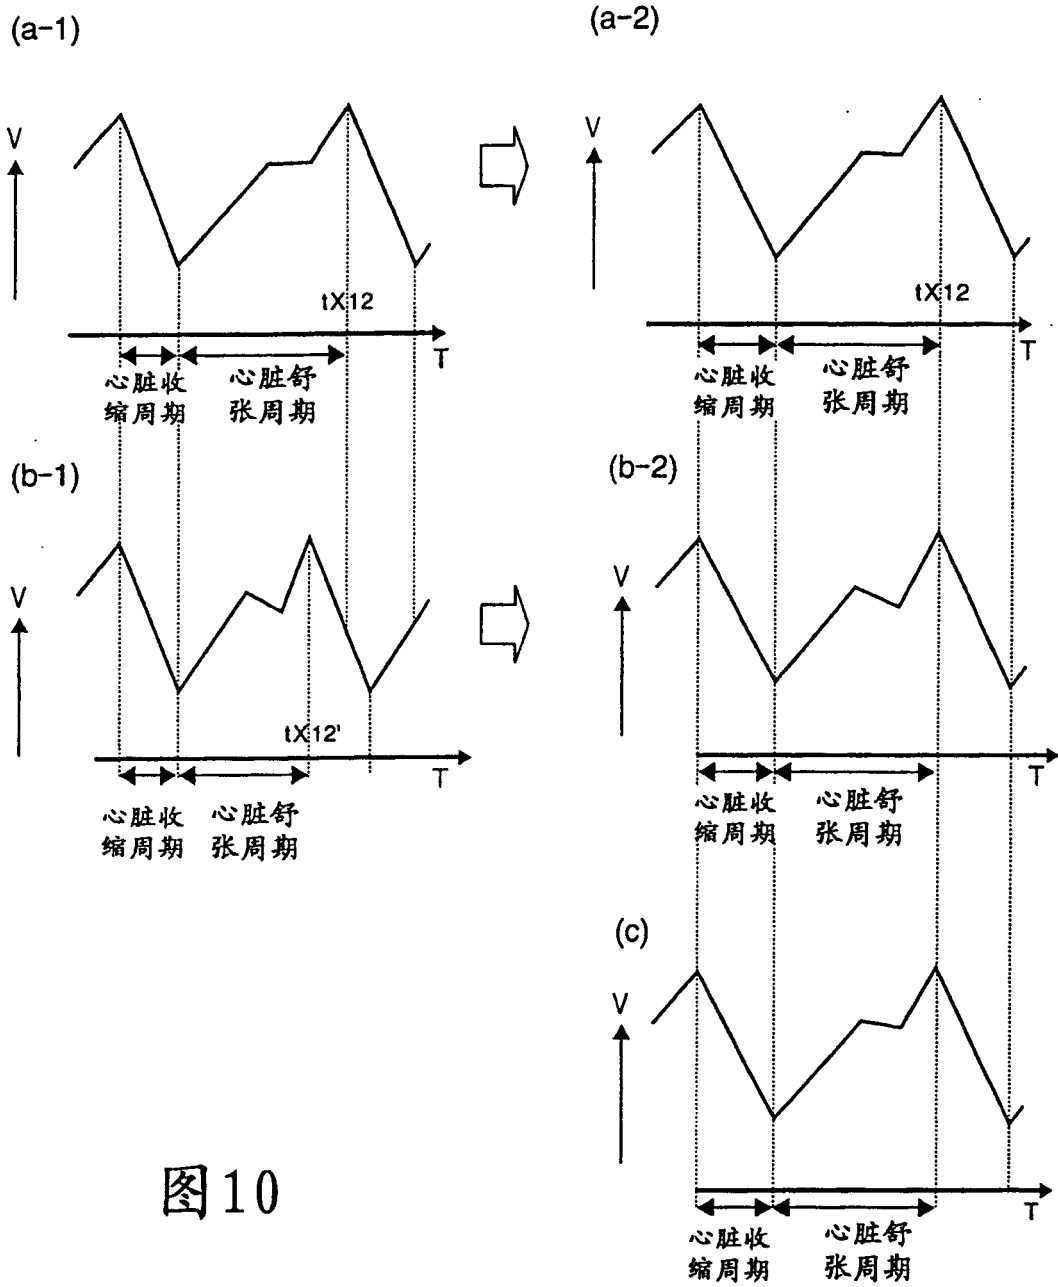 (a-1)
V
tX12
T
心脏收
缩周期
心脏舒
张周期
(a-2)
V
tX12
T
心脏收
缩周期
心脏舒
张周期
(b-1)
V
tX12'
T
心脏收
缩周期
心脏舒
张周期
(b-2)
V
T
心脏收
缩周期
心脏舒
张周期
(c)
V
T
心脏收
缩周期
心脏舒
张周期
图10